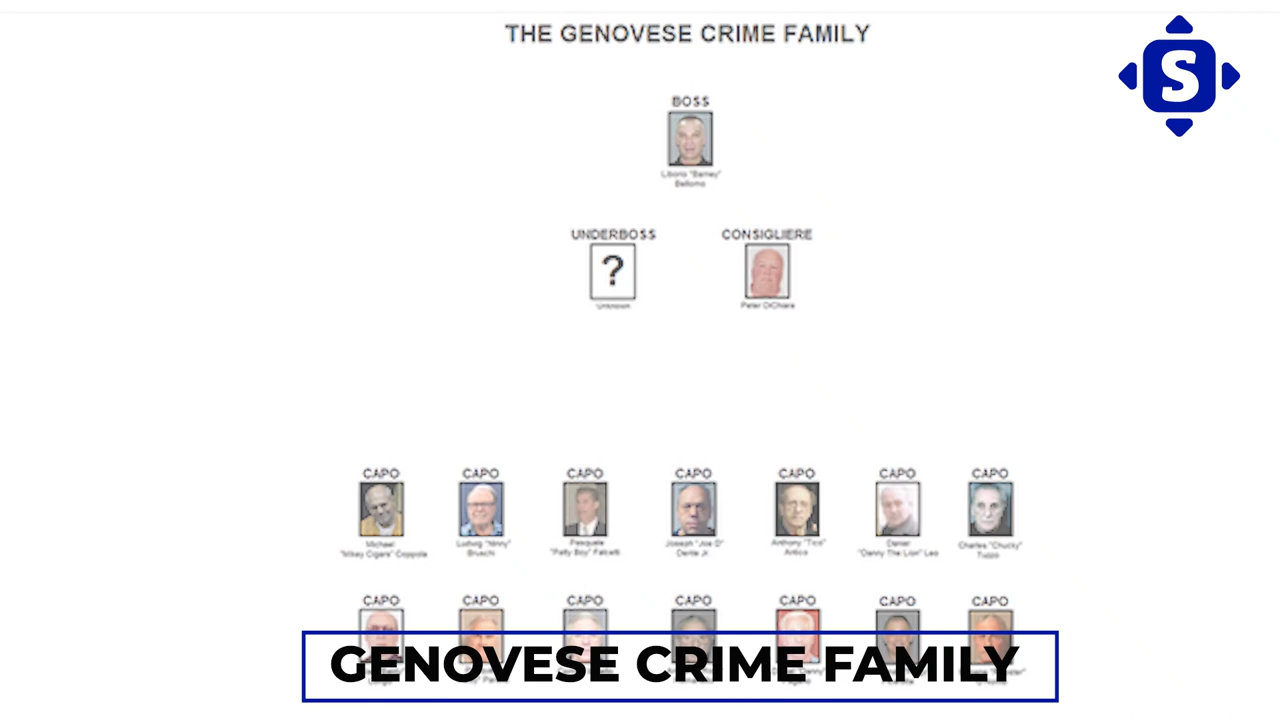 THE GENOVESE CRIME FAMILY
S
BOSS
Liborio "Barney"
Bellomo
UNDERBOSS
CONSIGLIERE
?
Unknown
Peter DiChiara
CAPO CAPO CAPO CAPO CAPO CAPO CAPO
Michael Ludwig "Ninny" Pasquale Joseph "Joe D" Anthony "Tico" Daniel Charles "Chucky"
"Mikey Cigars" Coppola Bruschi "Patty Boy" Falcetti Dente Jr. Antico "Danny The Lion" Leo Tuzzo
CAPO CAPO CAPO CAPO CAPO CAPO CAPO
GENOVESE CRIME FAMILY